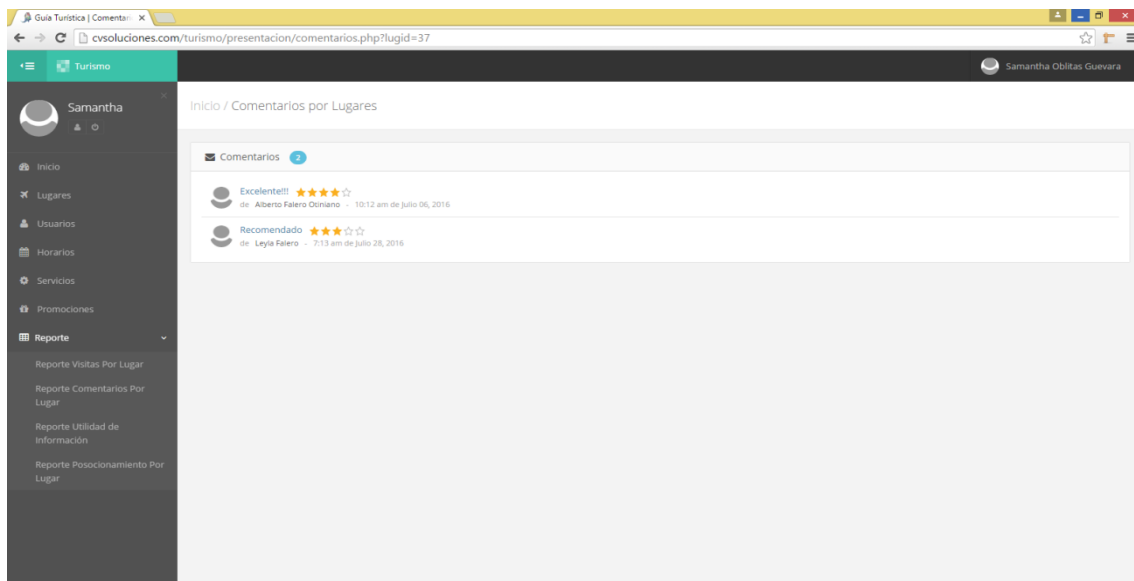 Guía Turística | Comentari
cvsoluciones.com/turismo/presentacion/comentarios.php?lugid=37
Turismo
Samantha Oblitas Guevara
Samantha
Inicio / Comentarios por Lugares
Comentarios 2
Excelente!!!
de Alberto Falero Otiniano - 10:12 am de Julio 06, 2016
Recomendado
de Leyla Falero - 7:13 am de Julio 28, 2016
Inicio
Lugares
Usuarios
Horarios
Servicios
Promociones
Reporte
Reporte Visitas Por Lugar
Reporte Comentarios Por
Lugar
Reporte Utilidad de
Información
Reporte Posocionamiento Por
Lugar